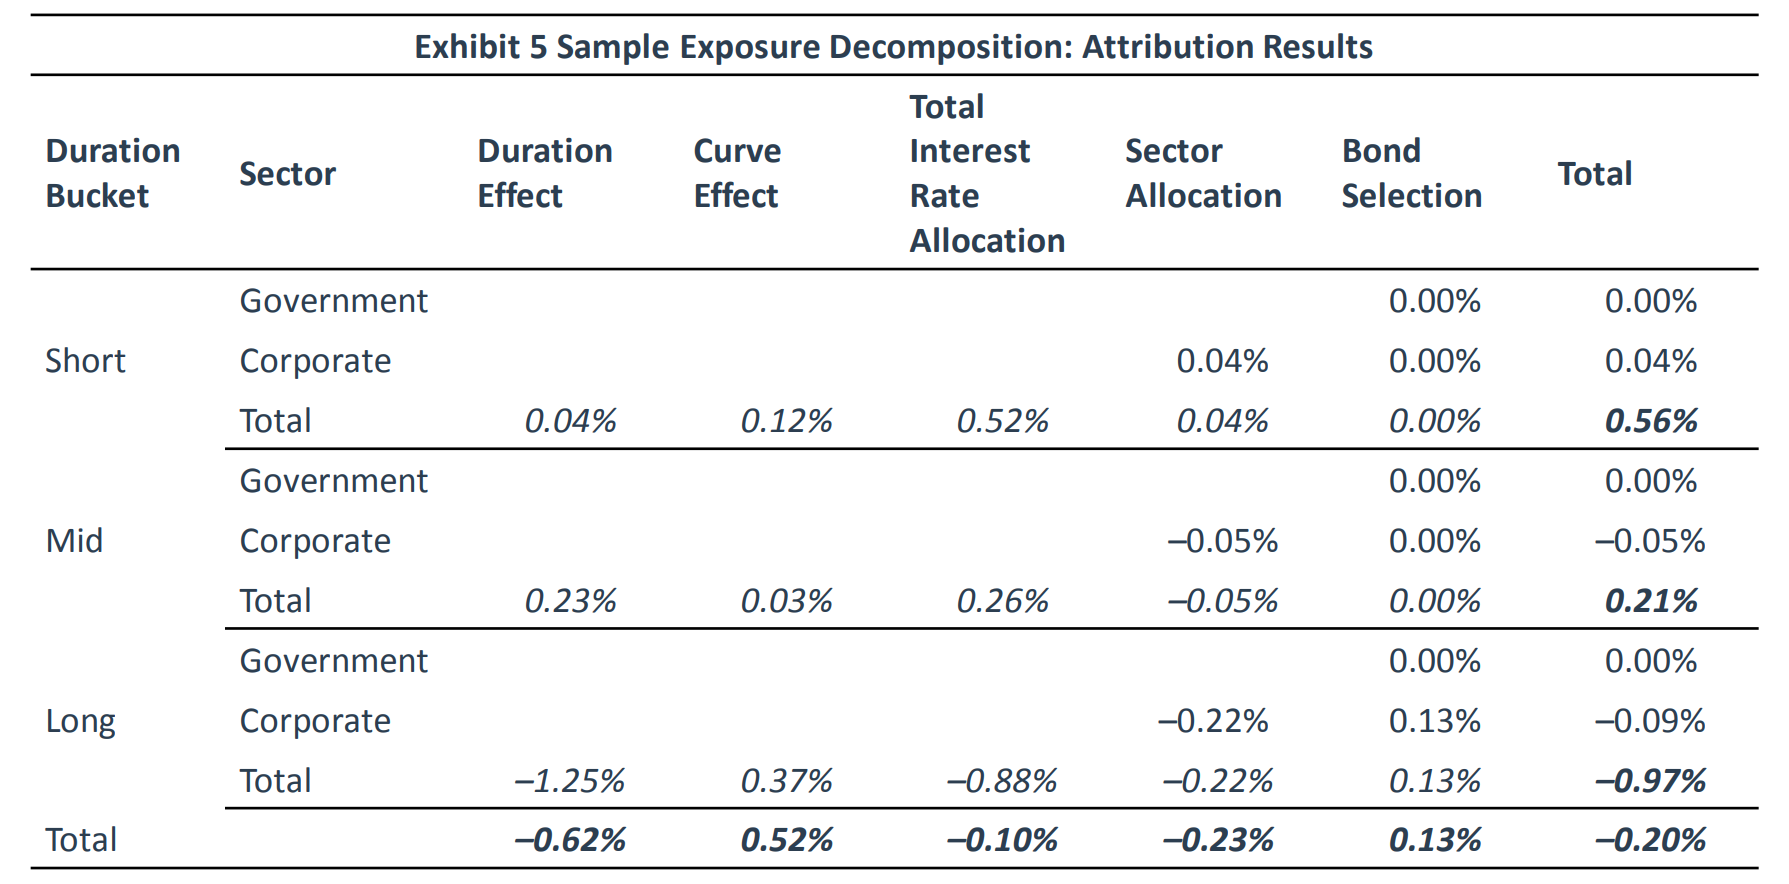 Exhibit 5 Sample Exposure Decomposition: Attribution Results
Duration Bucket Sector Duration Effect Curve Effect Total Interest Rate Allocation Sector Allocation Bond Selection Total
Government 0.00% 0.00%
Short Corporate 0.04% 0.00% 0.04%
Total 0.04% 0.12% 0.52% 0.04% 0.00% 0.56%
Government 0.00% 0.00%
Mid Corporate –0.05% 0.00% –0.05%
Total 0.23% 0.03% 0.26% –0.05% 0.00% 0.21%
Government 0.00% 0.00%
Long Corporate –0.22% 0.13% –0.09%
Total –1.25% 0.37% –0.88% –0.22% 0.13% –0.97%
Total –0.62% 0.52% –0.10% –0.23% 0.13% –0.20%